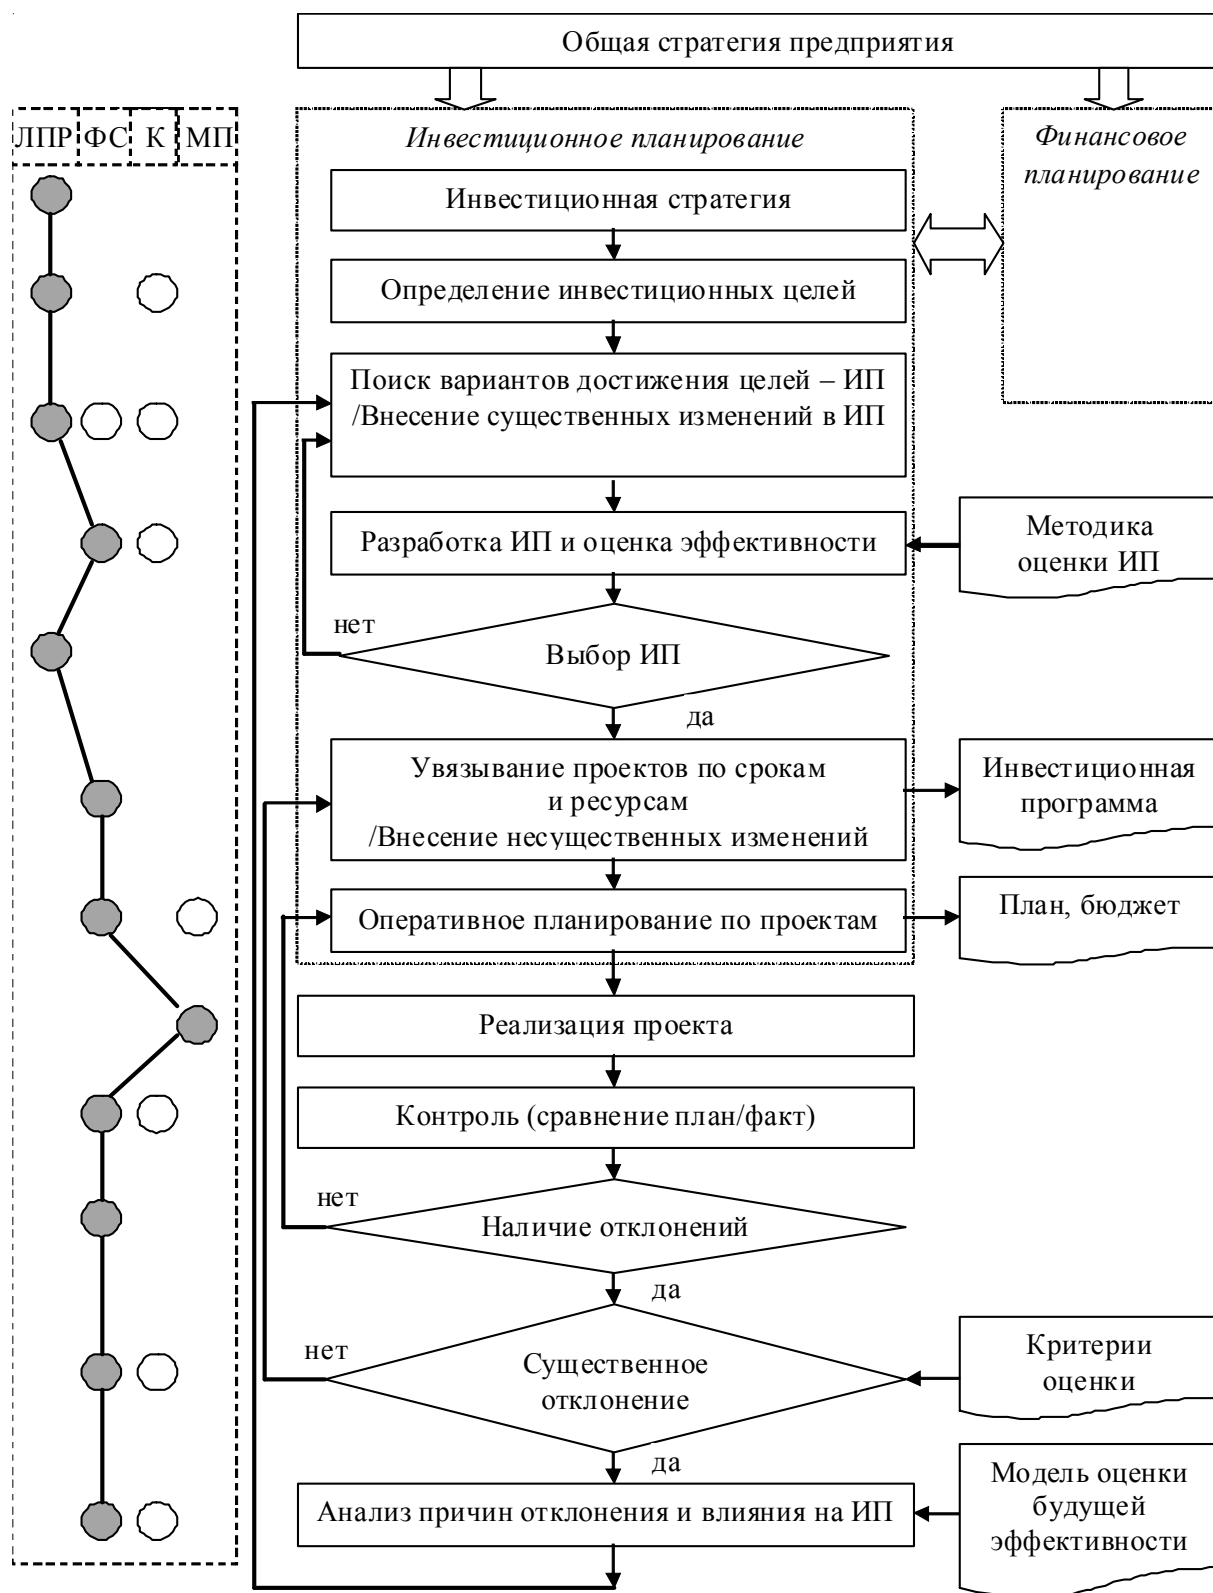 Общая стратегия предприятия
ЛПР ФС К МП
Инвестиционное планирование
Финансовое
планирование
Инвестиционная стратегия
Определение инвестиционных целей
Поиск вариантов достижения целей – ИП
/Внесение существенных изменений в ИП
Разработка ИП и оценка эффективности
Методика
оценки ИП
нет
Выбор ИП
да
Увязывание проектов по срокам
и ресурсам
/Внесение несущественных изменений
Инвестиционная
программа
Оперативное планирование по проектам
План, бюджет
Реализация проекта
Контроль (сравнение план/факт)
нет
Наличие отклонений
да
нет
Существенное
отклонение
Критерии
оценки
да
Анализ причин отклонения и влияния на ИП
Модель оценки
будущей
эффективности